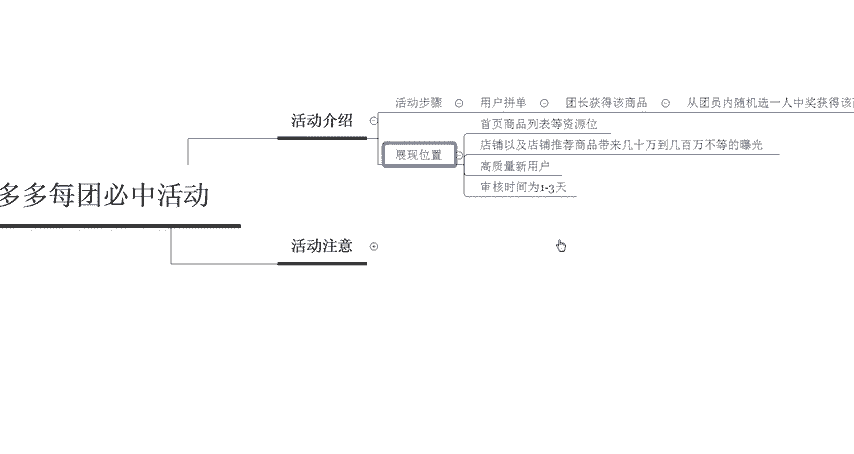 多多每团必中活动
活动介绍
活动步骤
用户拼单
团长获得该商品
从团员内随机选一人中奖获得该
展现位置
首页商品列表等资源位
店铺以及店铺推荐商品带来几十万到几百万不等的曝光
高质量新用户
审核时间为1-3天
活动注意